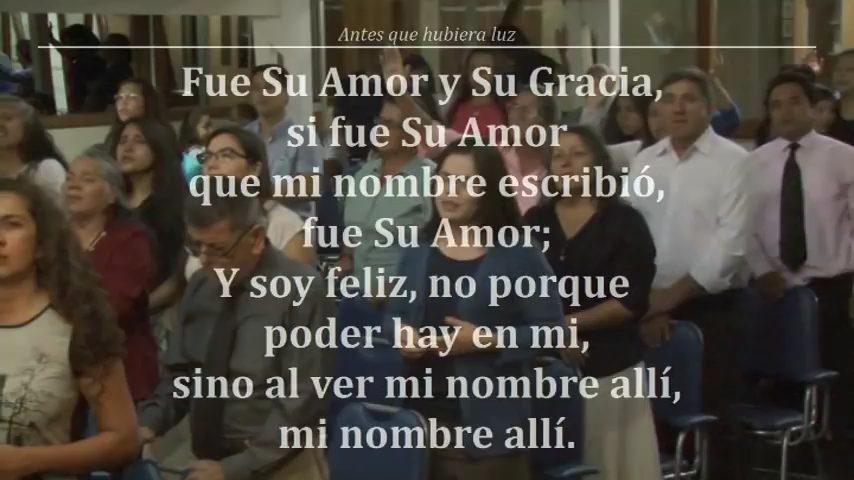 Antes que hubiera luz
Fue Su Amor y Su Gracia,
si fue Su Amor
que mi nombre escribió,
fue Su Amor;
Y soy feliz, no porque
poder hay en mi,
sino al ver mi nombre allí,
mi nombre allí.